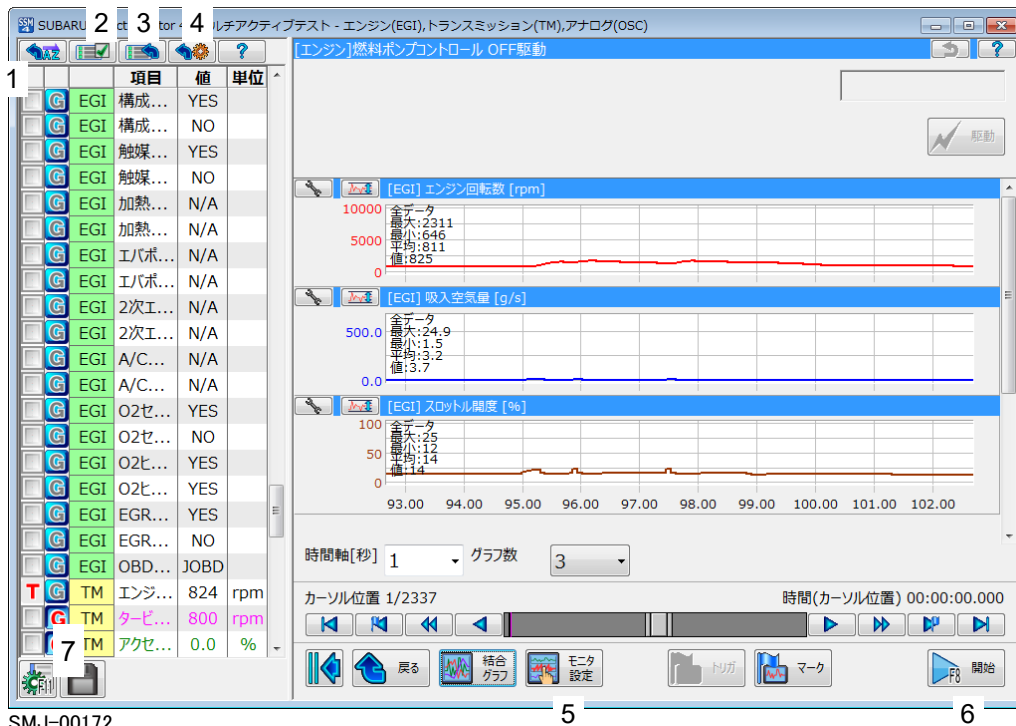 2 3 4
SUBARU
マルチアクティブテスト - エンジン(EGI),トランスミッション(TM),アナログ(OSC)
AZ ?
[エンジン]燃料ポンプコントロール OFF駆動
?
1
項目 値 単位
G EGI 構成... YES
G EGI 構成... NO
G EGI 触媒... YES
G EGI 触媒... NO
G EGI 加熱... N/A
G EGI 加熱... N/A
G EGI エバポ... N/A
G EGI エバポ... N/A
G EGI 2次エ... N/A
G EGI 2次エ... N/A
G EGI A/C... N/A
G EGI A/C... N/A
G EGI O2セ... YES
G EGI O2セ... NO
G EGI O2ヒ... YES
G EGI O2ヒ... YES
G EGI EGR... YES
G EGI EGR... NO
G EGI OBD... JOBD
T G TM エンジ... 824 rpm
G TM タービ... 800 rpm
TM アクセ... 0.0 %
7
F11
駆動
[EGI] エンジン回転数 [rpm]
10000
5000
0
全データ
最大:2311
最小:646
平均:811
値:825
[EGI] 吸入空気量 [g/s]
500.0
0.0
全データ
最大:24.9
最小:1.5
平均:3.2
値:3.7
[EGI] スロットル開度 [%]
100
50
0
全データ
最大:25
最小:12
平均:14
値:14
93.00 94.00 95.00 96.00 97.00 98.00 99.00 100.00 101.00 102.00
時間軸[秒] 1 グラフ数 3
カーソル位置 1/2337 時間(カーソル位置) 00:00:00.000
戻る
結合
グラフ
モニタ
設定
トリガ
マーク
F8 開始
5 6
SMJ-00172